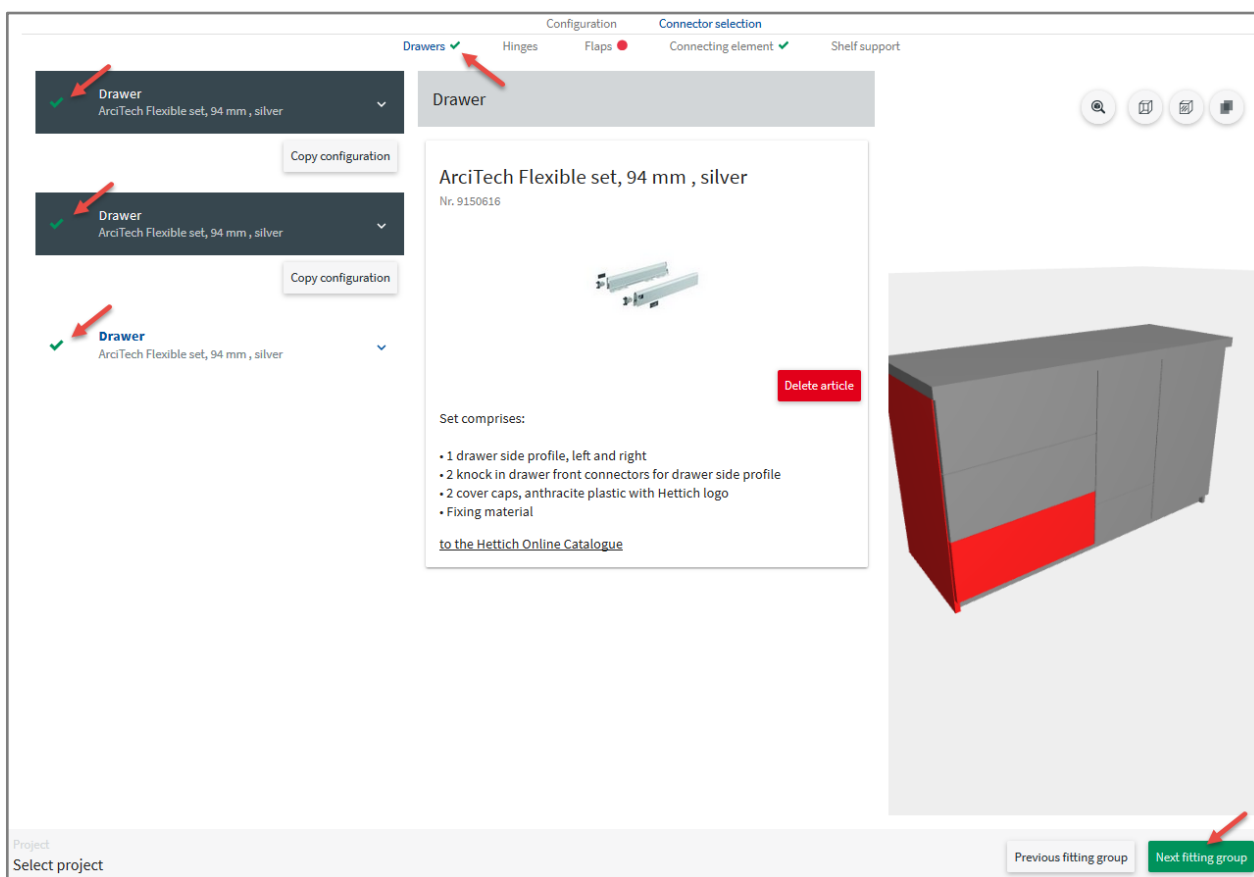 Configuration Connector selection
Drawers Hinges Flaps Connecting element Shelf support
Drawer
ArciTech Flexible set, 94 mm , silver
Copy configuration
Drawer
ArciTech Flexible set, 94 mm , silver
Copy configuration
Drawer
ArciTech Flexible set, 94 mm , silver
Drawer
ArciTech Flexible set, 94 mm , silver
Nr. 9150616
Delete article
Set comprises:
• 1 drawer side profile, left and right
• 2 knock in drawer front connectors for drawer side profile
• 2 cover caps, anthracite plastic with Hettich logo
• Fixing material
to the Hettich Online Catalogue
Project
Select project
Previous fitting group
Next fitting group